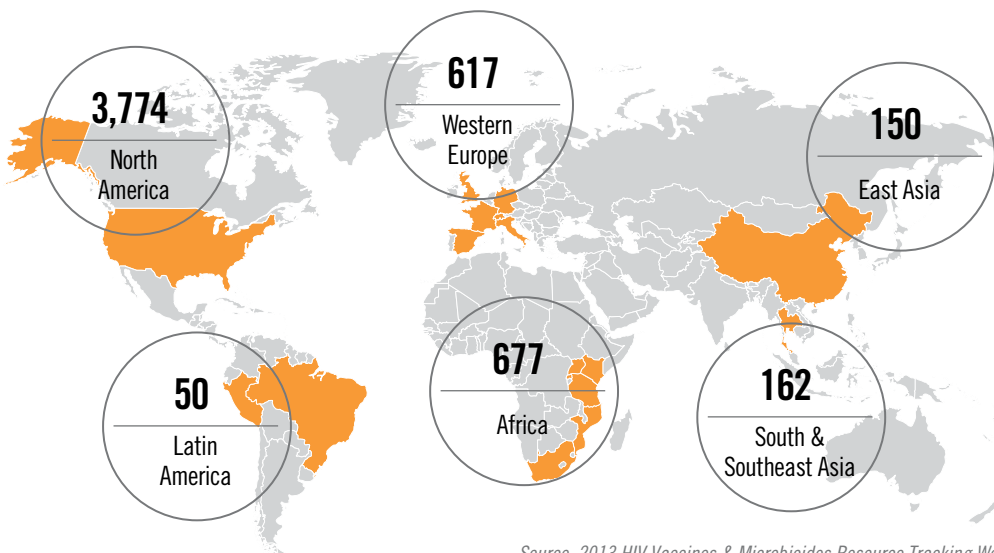 3,774
North
America
617
Western
Europe
150
East Asia
50
Latin
America
677
Africa
162
South &
Southeast Asia
Source. 2013 HIV Vaccines & Microbicides Resource Tracking